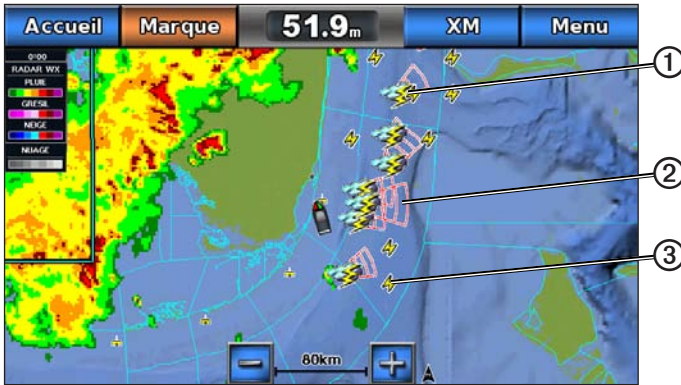 Accueil
Marque
51.9m
XM
Menu
0:00
RADAR WX
PLUIE
GRESIL
NEIGE
NUAGE
80km
1
2
3